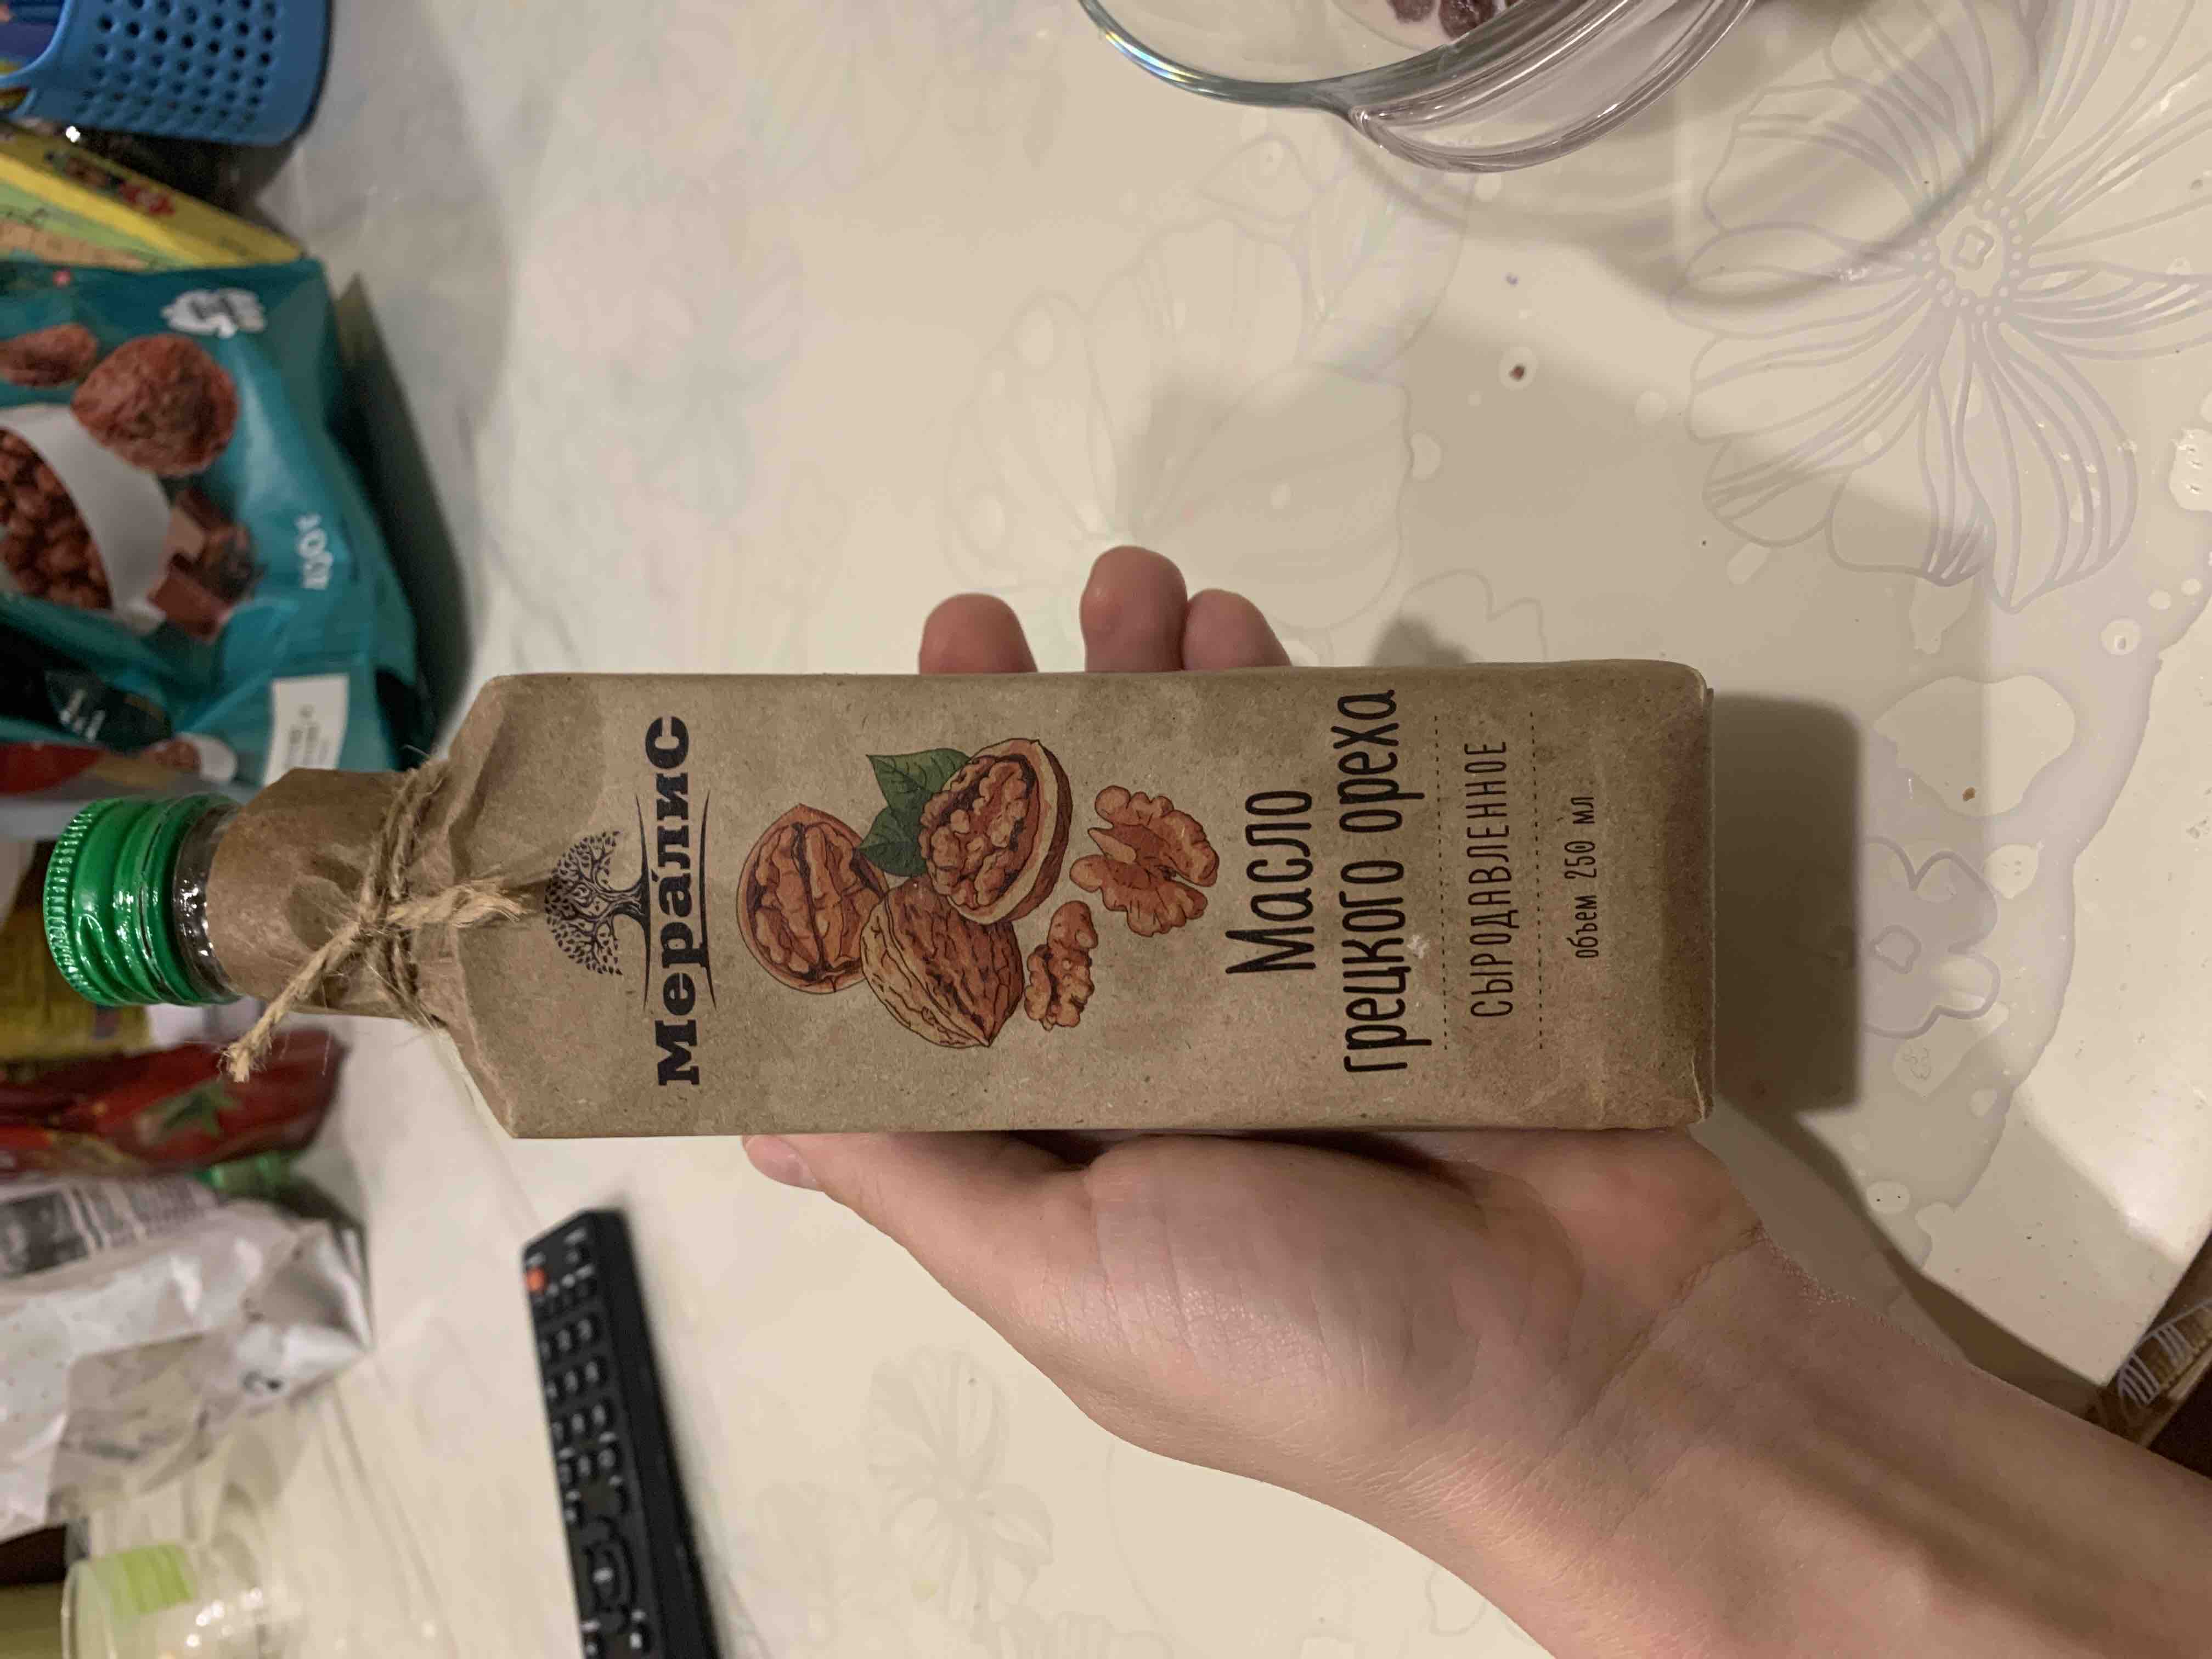 Мералис
Масло
грецкого ореха
СЫРОДАВЛЕННОЕ
объем 250 мл